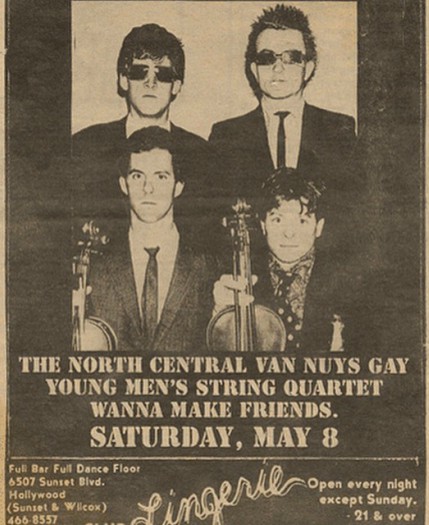 THE NORTH CENTRAL VAN NUYS GAY
YOUNG MEN'S STRING QUARTET
WANNA MAKE FRIENDS.
SATURDAY, MAY 8
Full Bar Full Dance Floor
6507 Sunset Blvd.
Hollywood
(Sunset & Wilcox)
466-8557
Lingerie
Open every night
except Sunday.
21 & over